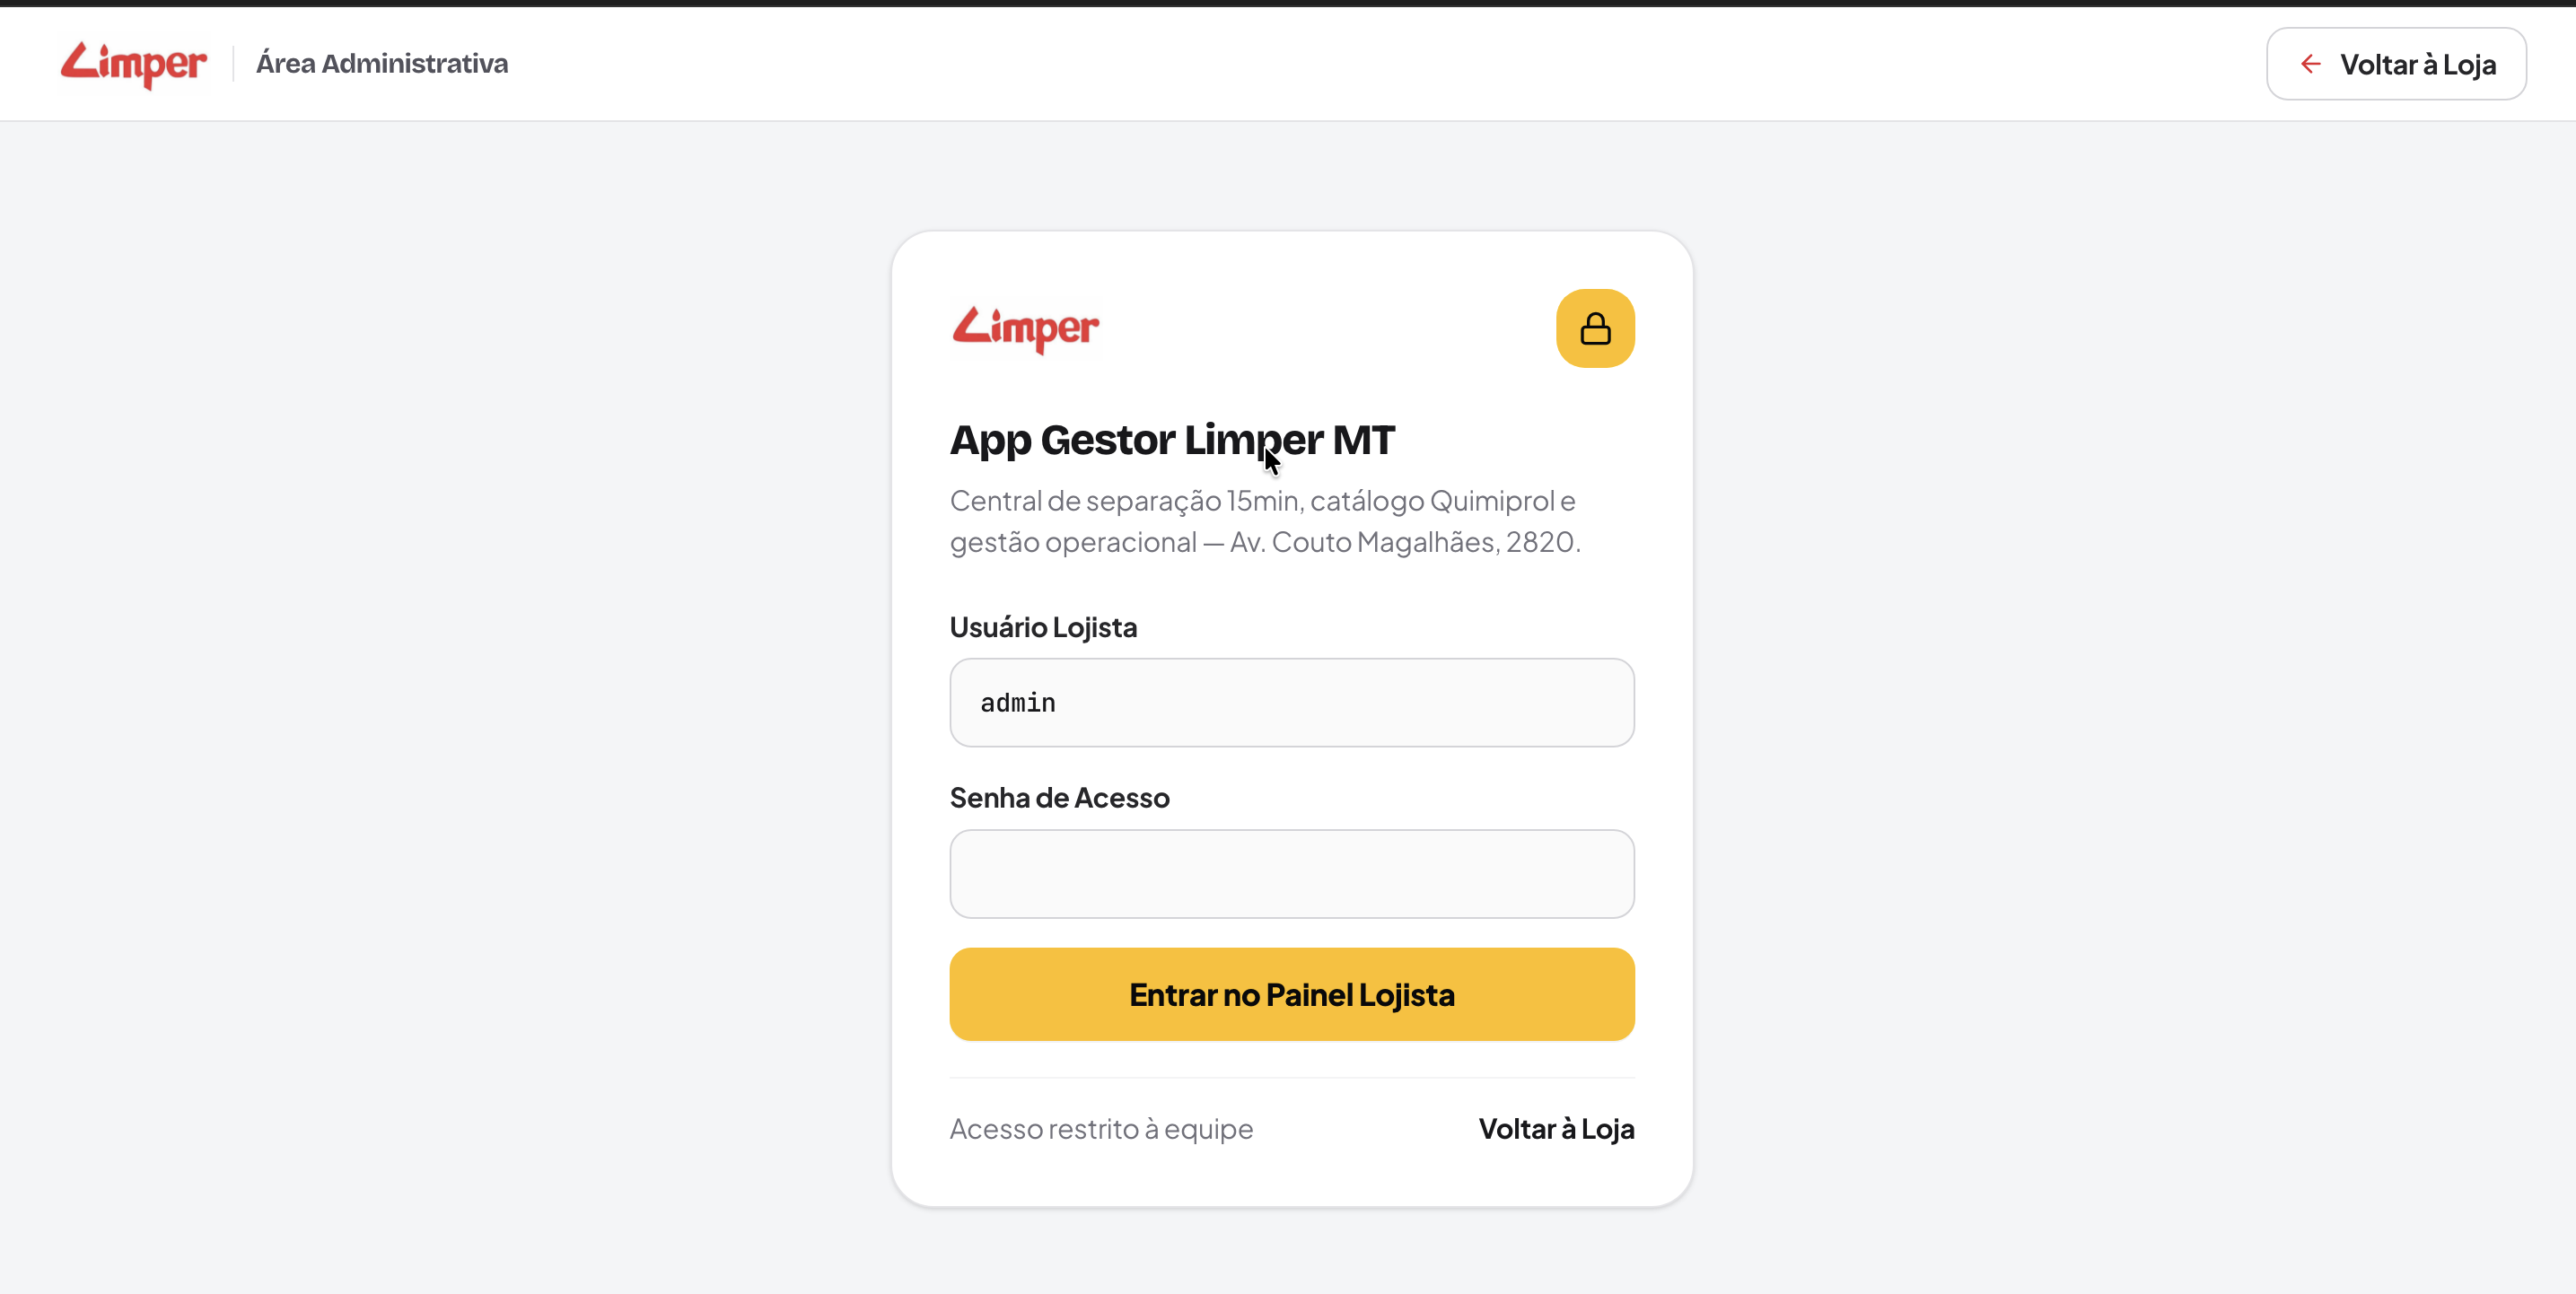 Limper
Área Administrativa
Voltar à Loja
Limper
App Gestor Limper MT
Central de separação 15min, catálogo Quimiprol e
gestão operacional — Av. Couto Magalhães, 2820.
Usuário Lojista
admin
Senha de Acesso
Entrar no Painel Lojista
Acesso restrito à equipe
Voltar à Loja